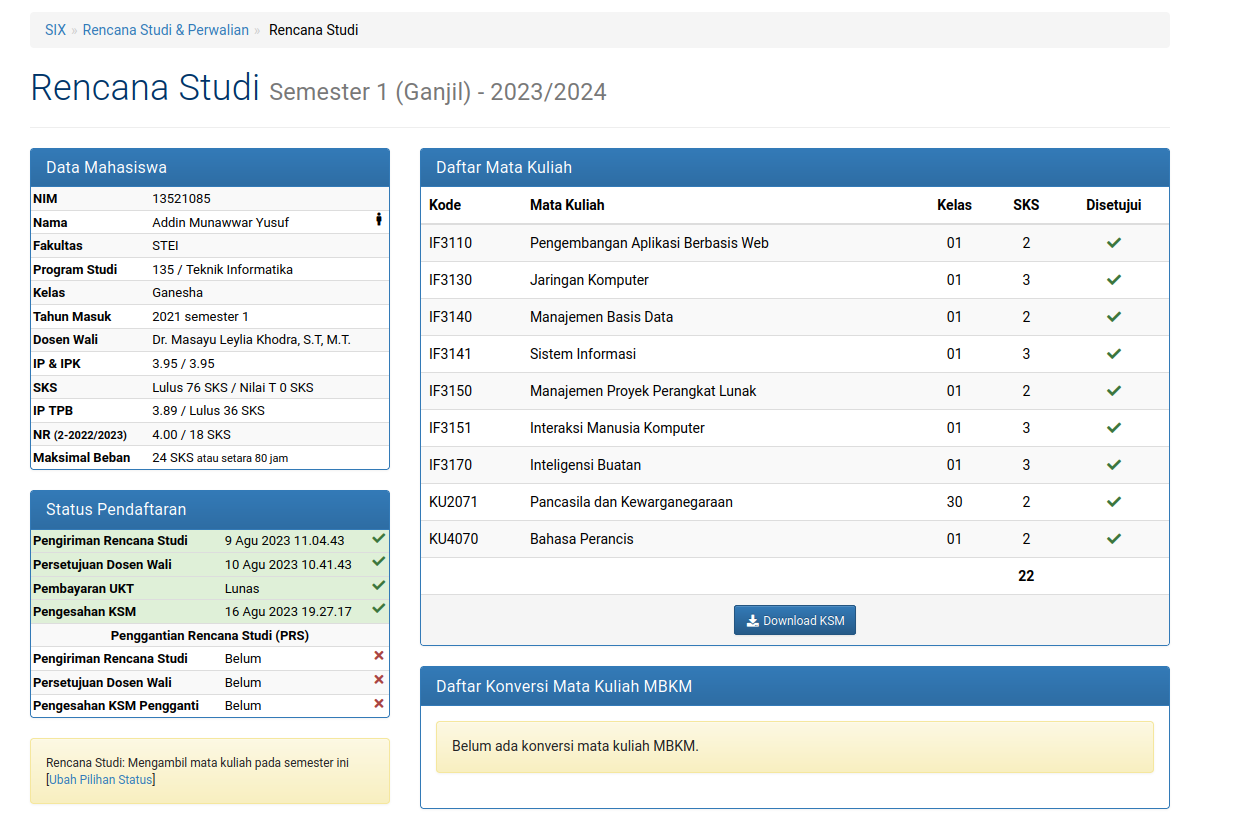 SIX » Rencana Studi & Perwalian » Rencana Studi
Rencana Studi Semester 1 (Ganjil) - 2023/2024
Data Mahasiswa
NIM 13521085
Nama Addin Munawwar Yusuf
Fakultas STEI
Program Studi 135 / Teknik Informatika
Kelas Ganesha
Tahun Masuk 2021 semester 1
Dosen Wali Dr. Masayu Leylia Khodra, S.T, M.T.
IP & IPK 3.95 / 3.95
SKS Lulus 76 SKS / Nilai T 0 SKS
IP TPB 3.89 / Lulus 36 SKS
NR (2-2022/2023) 4.00 / 18 SKS
Maksimal Beban 24 SKS atau setara 80 jam
Status Pendaftaran
Pengiriman Rencana Studi 9 Agu 2023 11.04.43
Persetujuan Dosen Wali 10 Agu 2023 10.41.43
Pembayaran UKT Lunas
Pengesahan KSM 16 Agu 2023 19.27.17
Penggantian Rencana Studi (PRS)
Pengiriman Rencana Studi Belum
Persetujuan Dosen Wali Belum
Pengesahan KSM Pengganti Belum
Rencana Studi: Mengambil mata kuliah pada semester ini
[Ubah Pilihan Status]
Daftar Mata Kuliah
Kode Mata Kuliah Kelas SKS Disetujui
IF3110 Pengembangan Aplikasi Berbasis Web 01 2
IF3130 Jaringan Komputer 01 3
IF3140 Manajemen Basis Data 01 2
IF3141 Sistem Informasi 01 3
IF3150 Manajemen Proyek Perangkat Lunak 01 2
IF3151 Interaksi Manusia Komputer 01 3
IF3170 Inteligensi Buatan 01 3
KU2071 Pancasila dan Kewarganegaraan 30 2
KU4070 Bahasa Perancis 01 2
22
Download KSM
Daftar Konversi Mata Kuliah MBKM
Belum ada konversi mata kuliah MBKM.